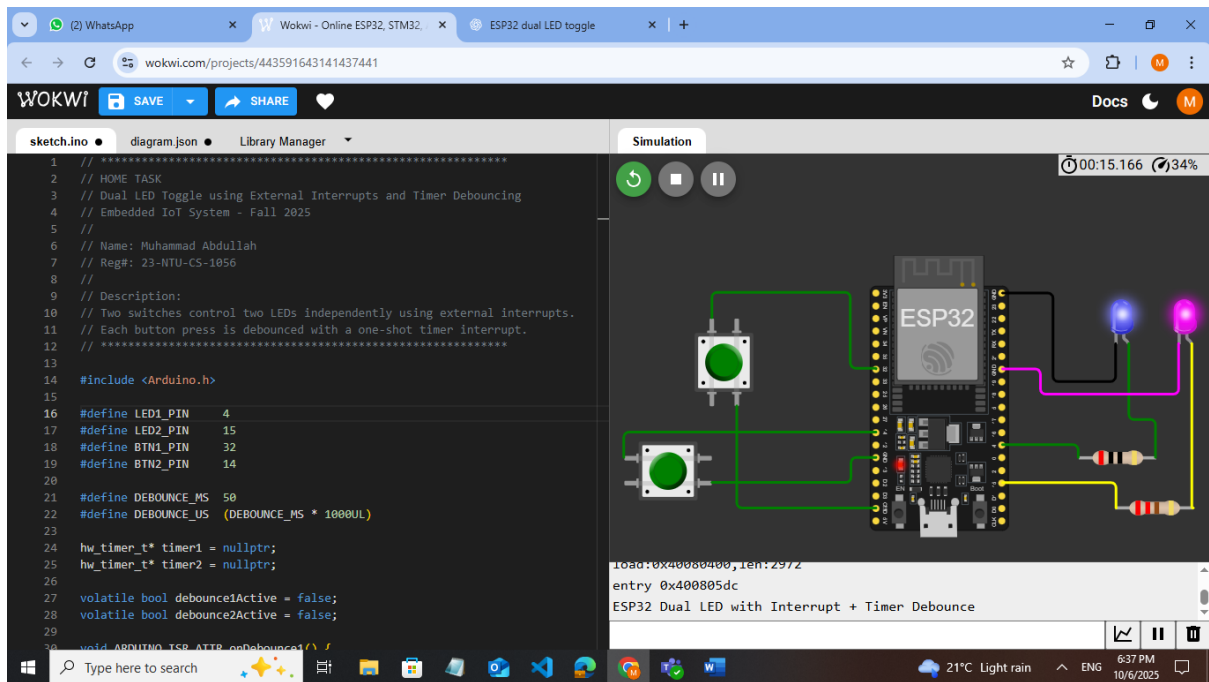 (2) WhatsApp
Wokwi - Online ESP32, STM32, A
ESP32 dual LED toggle
wokwi.com/projects/443591643141437441
M
WOKWI
SAVE
SHARE
Docs
M
sketch.ino ●
diagram.json ●
Library Manager
Simulation
1 // ************************************************************
2 // HOME TASK
3 // Dual LED Toggle using External Interrupts and Timer Debouncing
4 // Embedded IoT System - Fall 2025
5 //
6 // Name: Muhammad Abdullah
7 // Reg#: 23-NTU-CS-1056
8 //
9 // Description:
10 // Two switches control two LEDs independently using external interrupts.
11 // Each button press is debounced with a one-shot timer interrupt.
12 // ************************************************************
13
14 #include <Arduino.h>
15
16 #define LED1_PIN 4
17 #define LED2_PIN 15
18 #define BTN1_PIN 32
19 #define BTN2_PIN 14
20
21 #define DEBOUNCE_MS 50
22 #define DEBOUNCE_US (DEBOUNCE_MS * 1000UL)
23
24 hw_timer_t* timer1 = nullptr;
25 hw_timer_t* timer2 = nullptr;
26
27 volatile bool debounce1Active = false;
28 volatile bool debounce2Active = false;
29
30 void ARDUINO_ISR_ATTR onDebounce1() {
00:15.166 34%
ESP32
EN
Boot
load:0x40080400,len:2972
entry 0x400805dc
ESP32 Dual LED with Interrupt + Timer Debounce
Type here to search
21°C Light rain
ENG
6:37 PM
10/6/2025